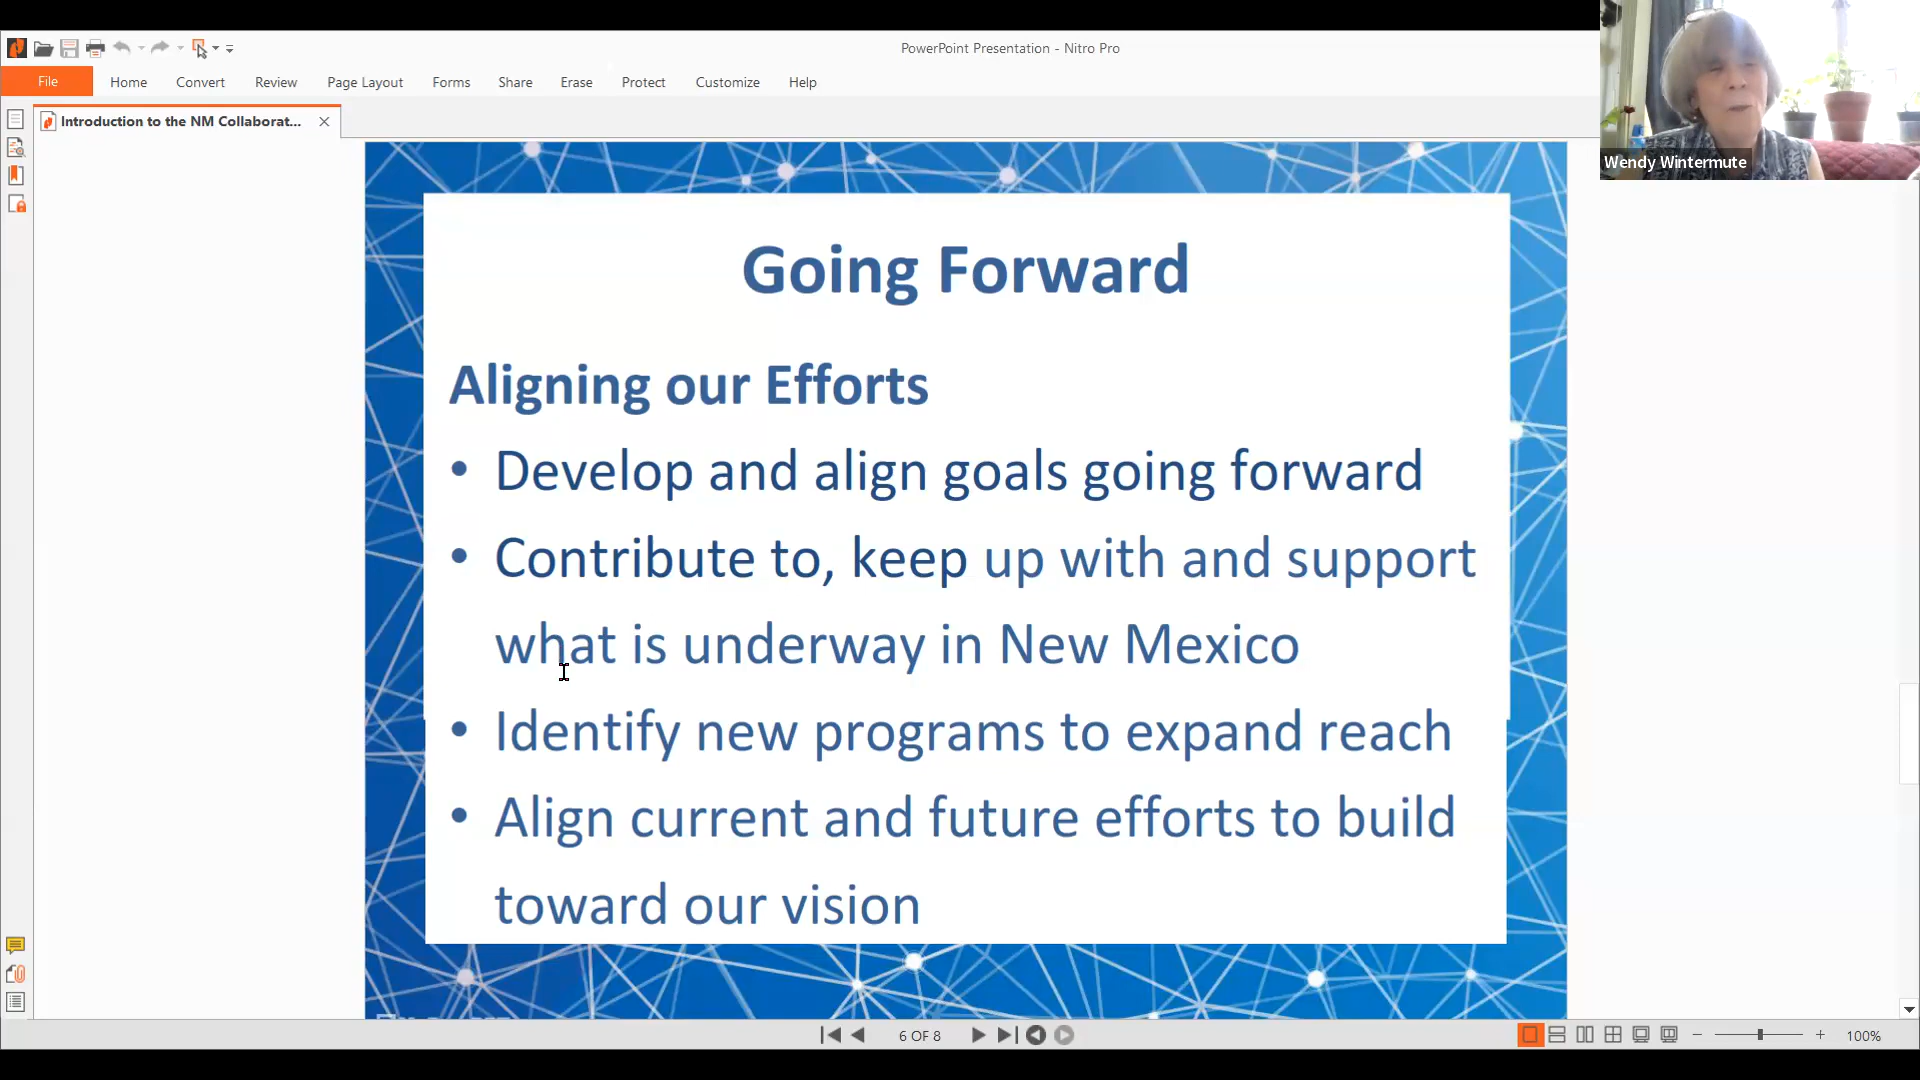 PowerPoint Presentation - Nitro Pro
File Home Convert Review Page Layout Forms Share Erase Protect Customize Help
Introduction to the NM Collaborat...
Wendy Wintermute
Going Forward
Aligning our Efforts
• Develop and align goals going forward
• Contribute to, keep up with and support
what is underway in New Mexico
• Identify new programs to expand reach
• Align current and future efforts to build
toward our vision
6 OF 8
100%